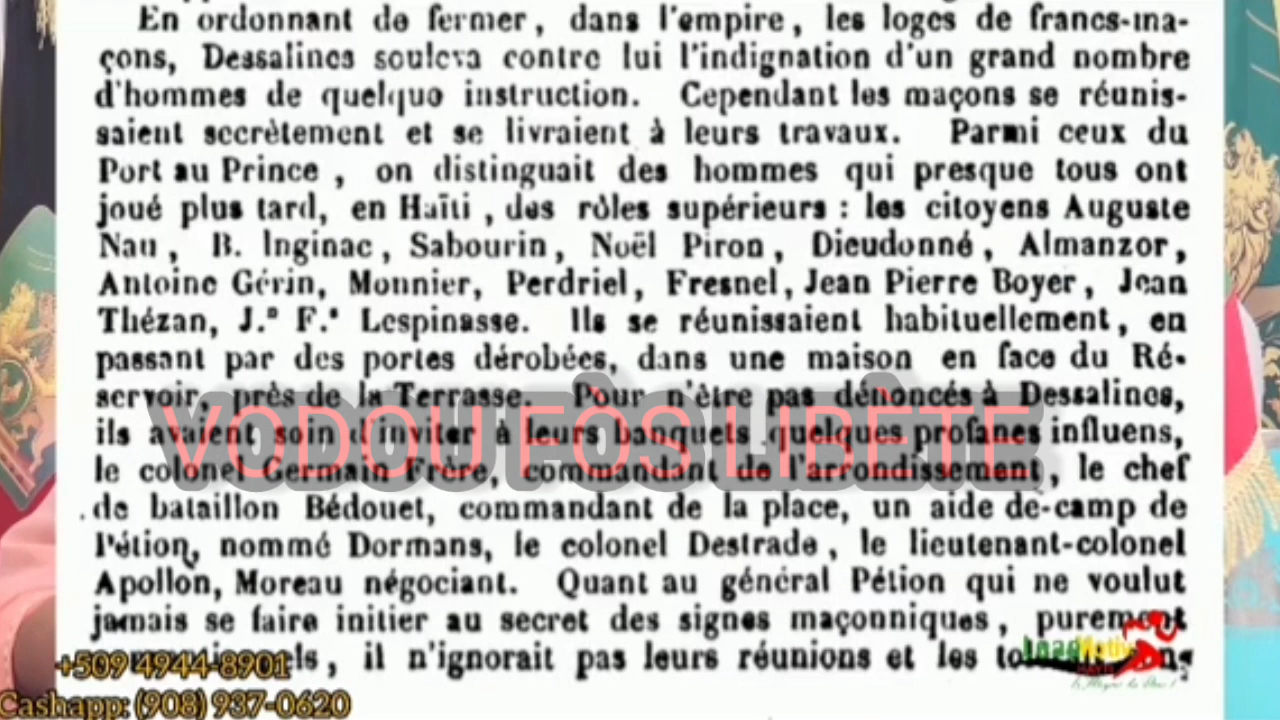 En ordonnant de fermer, dans l'empire, les loges de francs-ma-
çons, Dessalines souleva contre lui l'indignation d'un grand nombre
d'hommes de quelque instruction. Cependant les maçons se réunis-
saient secrètement et se livraient à leurs travaux. Parmi ceux du
Port au Prince, on distinguait des hommes qui presque tous ont
joué plus tard, en Haïti, des rôles supérieurs : les citoyens Auguste
Nau, B. Inginac, Sabourin, Noël Piron, Dieudonné, Almanzor,
Antoine Gérin, Monnier, Perdriel, Fresnel, Jean Pierre Boyer, Jean
Thézan, J.n F.s Lespinasse. Ils se réunissaient habituellement, en
passant par des portes dérobées, dans une maison en face du Ré-
servoir, près de la Terrasse. Pour n'être pas dénoncés à Dessalines,
VODOU FÒS LIBÈTE
ils avaient soin d'inviter à leurs banquets quelques profanes influens,
le colonel Germain Frère, commandant de l'arrondissement, le chef
de bataillon Bédouet, commandant de la place, un aide de-camp de
Pétion, nommé Dormans, le colonel Destrade, le lieutenant-colonel
Apollon, Moreau négociant. Quant au général Pétion qui ne voulut
jamais se faire initier au secret des signes maçonniques, purement
ls, il n'ignorait pas leurs réunions et les
+509 4944-8901
Cashapp: (908) 937-0620